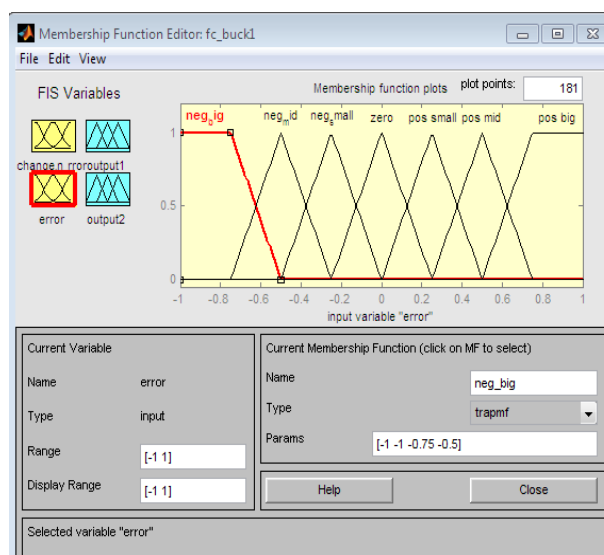 Membership Function Editor: fc_buck1
File Edit View
FIS Variables
Membership function plots plot points: 181
neg_big neg_mid neg_small zero pos small pos mid pos big
1
0.5
0
-1 -0.8 -0.6 -0.4 -0.2 0 0.2 0.4 0.6 0.8 1
input variable "error"
output1
error output2
Current Variable
Name error
Type input
Range [-1 1]
Display Range [-1 1]
Current Membership Function (click on MF to select)
Name neg_big
Type trapmf
Params [-1 -1 -0.75 -0.5]
Help Close
Selected variable "error"